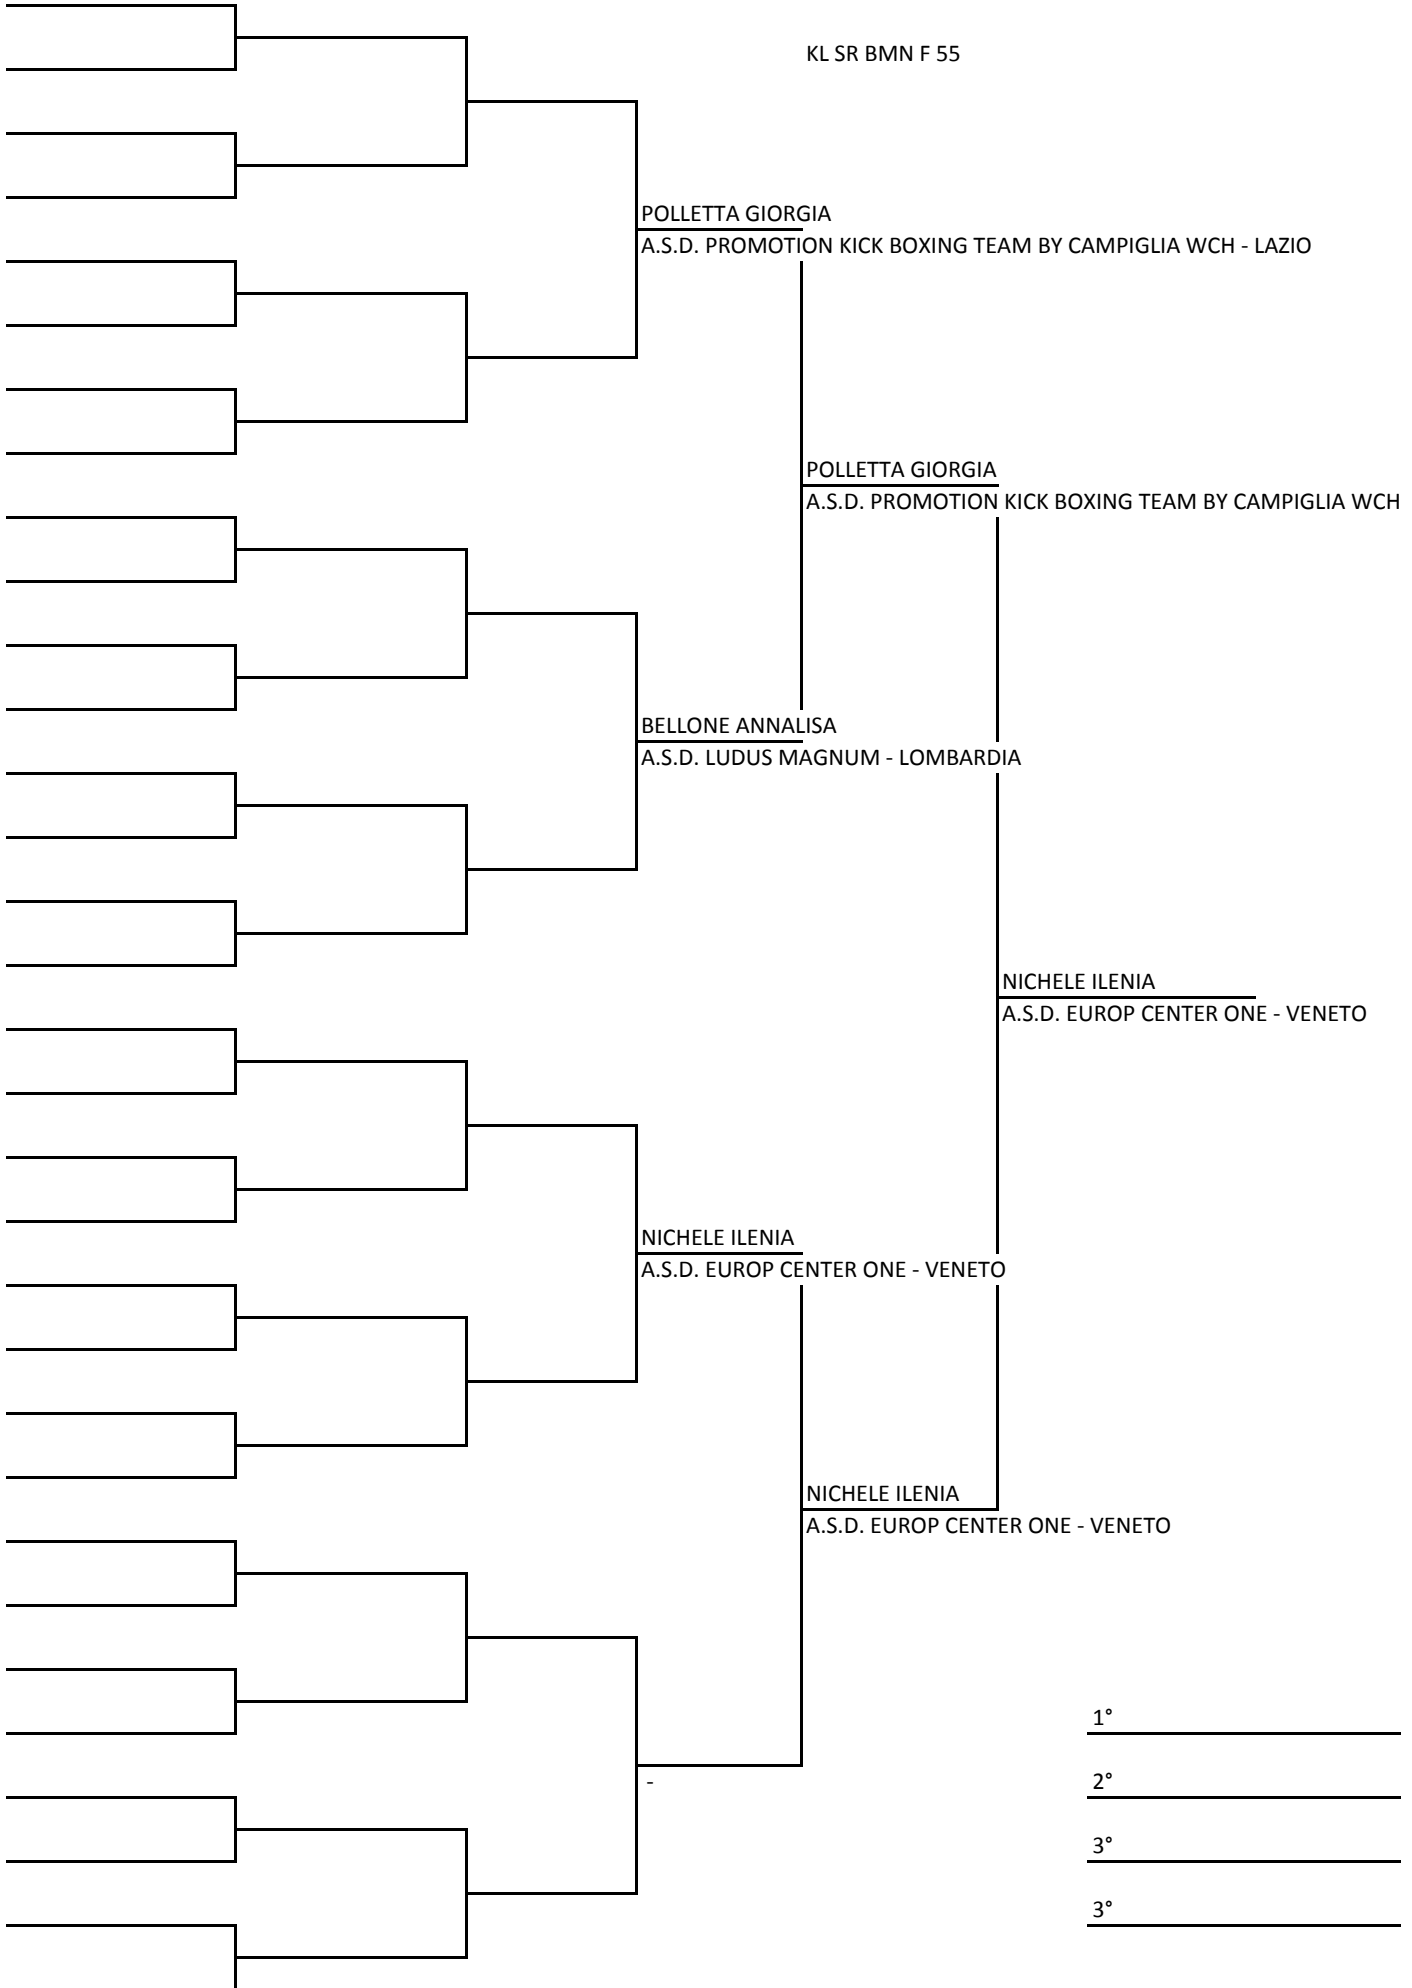 KL SR BMN F 55
POLLETTA GIORGIA
A.S.D. PROMOTION KICK BOXING TEAM BY CAMPIGLIA WCH - LAZIO
POLLETTA GIORGIA
A.S.D. PROMOTION KICK BOXING TEAM BY CAMPIGLIA WCH
BELLONE ANNALISA
A.S.D. LUDUS MAGNUM - LOMBARDIA
NICHELE ILENIA
A.S.D. EUROP CENTER ONE - VENETO
NICHELE ILENIA
A.S.D. EUROP CENTER ONE - VENETO
NICHELE ILENIA
A.S.D. EUROP CENTER ONE - VENETO
1°
-
2°
3°
3°